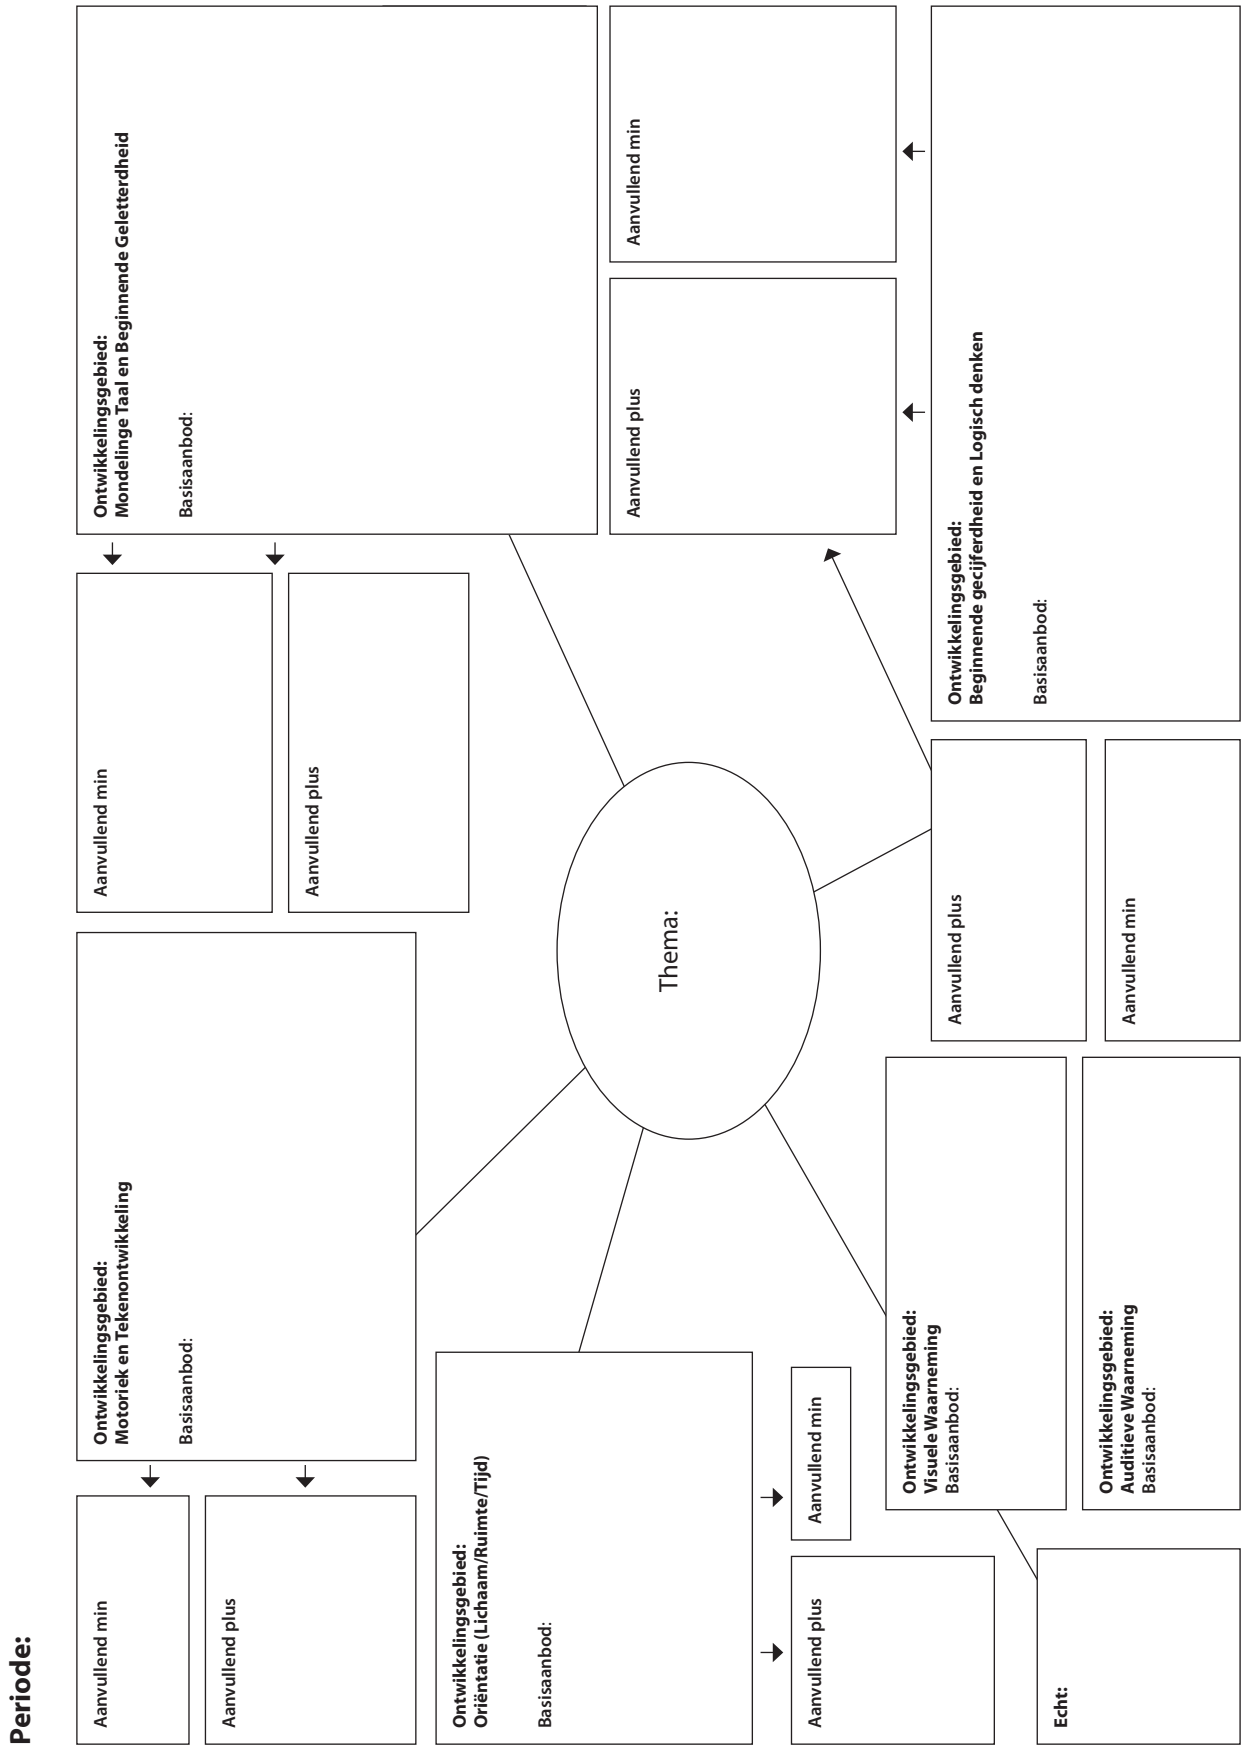 Periode:
Aanvullend min
Aanvullend plus
Ontwikkelingsgebied:
Motoriek en Tekenontwikkeling
Basisaanbod:
Aanvullend min
Aanvullend plus
Ontwikkelingsgebied:
Mondelinge Taal en Beginnende Geletterdheid
Basisaanbod:
Ontwikkelingsgebied:
Oriëntatie (Lichaam/Ruimte/Tijd)
Basisaanbod:
Aanvullend plus
Aanvullend min
Thema:
Aanvullend plus
Aanvullend min
Echt:
Ontwikkelingsgebied:
Visuele Waarneming
Basisaanbod:
Ontwikkelingsgebied:
Auditieve Waarneming
Basisaanbod:
Aanvullend plus
Aanvullend min
Ontwikkelingsgebied:
Beginnende gecijferdheid en Logisch denken
Basisaanbod: